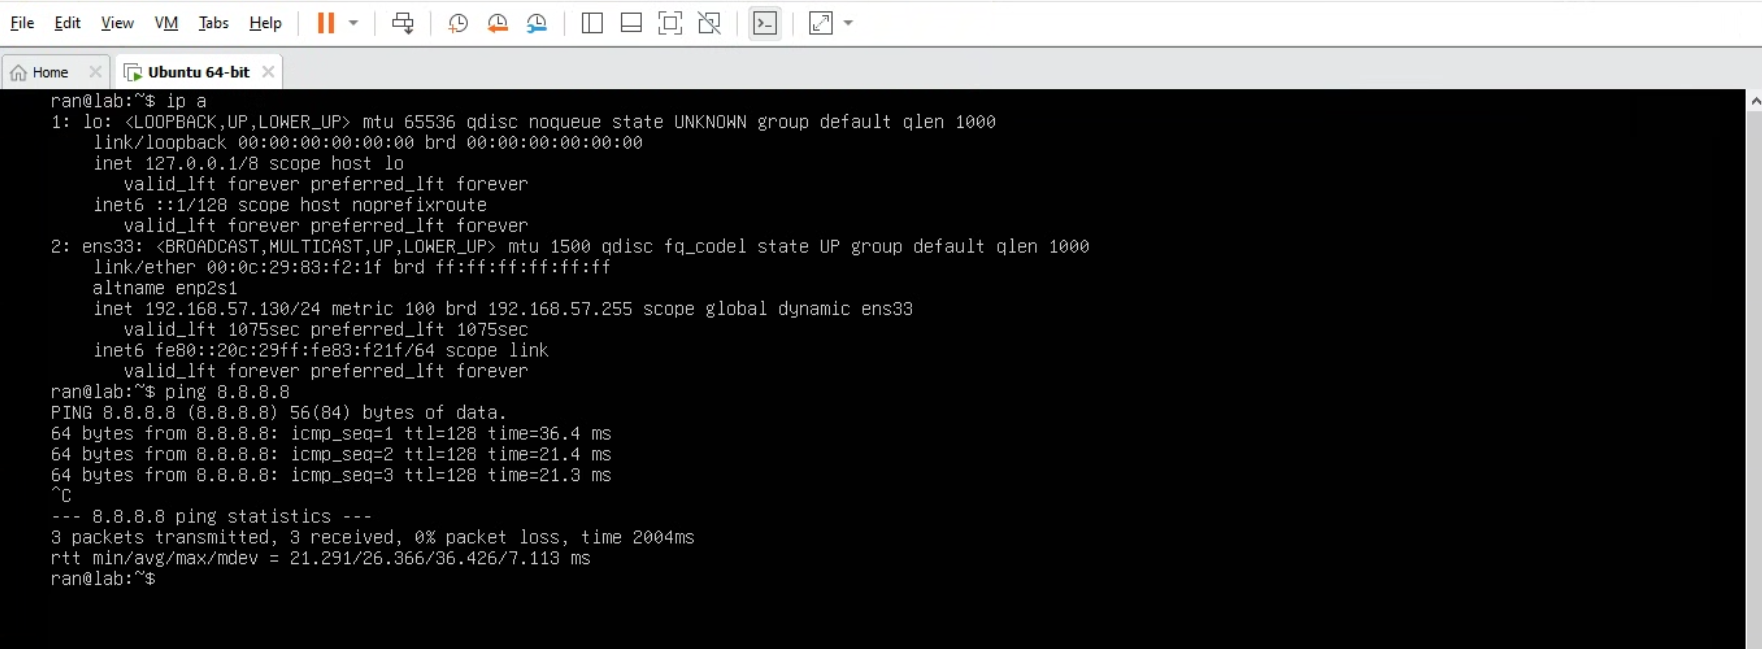 File Edit View VM Tabs Help
Home Ubuntu 64-bit
ran@lab:~$ ip a
1: lo: <LOOPBACK,UP,LOWER_UP> mtu 65536 qdisc noqueue state UNKNOWN group default qlen 1000
    link/loopback 00:00:00:00:00:00 brd 00:00:00:00:00:00
    inet 127.0.0.1/8 scope host lo
       valid_lft forever preferred_lft forever
    inet6 ::1/128 scope host noprefixroute
       valid_lft forever preferred_lft forever
2: ens33: <BROADCAST,MULTICAST,UP,LOWER_UP> mtu 1500 qdisc fq_codel state UP group default qlen 1000
    link/ether 00:0c:29:83:f2:1f brd ff:ff:ff:ff:ff:ff
    altname enp2s1
    inet 192.168.57.130/24 metric 100 brd 192.168.57.255 scope global dynamic ens33
       valid_lft 1075sec preferred_lft 1075sec
    inet6 fe80::20c:29ff:fe83:f21f/64 scope link
       valid_lft forever preferred_lft forever
ran@lab:~$ ping 8.8.8.8
PING 8.8.8.8 (8.8.8.8) 56(84) bytes of data.
64 bytes from 8.8.8.8: icmp_seq=1 ttl=128 time=36.4 ms
64 bytes from 8.8.8.8: icmp_seq=2 ttl=128 time=21.4 ms
64 bytes from 8.8.8.8: icmp_seq=3 ttl=128 time=21.3 ms
^C
--- 8.8.8.8 ping statistics ---
3 packets transmitted, 3 received, 0% packet loss, time 2004ms
rtt min/avg/max/mdev = 21.291/26.366/36.426/7.113 ms
ran@lab:~$